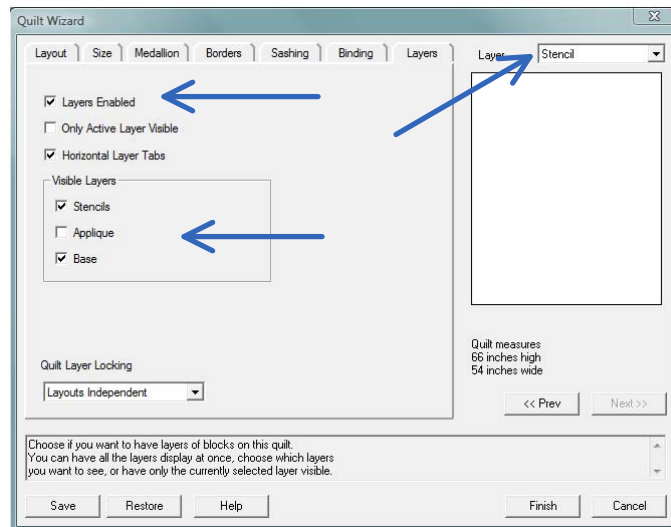 Quilt Wizard
Layout Size Medallion Borders Sashing Binding Layers
Layer Stencil
Layers Enabled
Only Active Layer Visible
Horizontal Layer Tabs
Visible Layers
Stencils
Applique
Base
Quilt measures
66 inches high
54 inches wide
Quilt Layer Locking
Layouts Independent
<< Prev Next >>
Choose if you want to have layers of blocks on this quilt.
You can have all the layers display at once, choose which layers
you want to see, or have only the currently selected layer visible.
Save Restore Help Finish Cancel